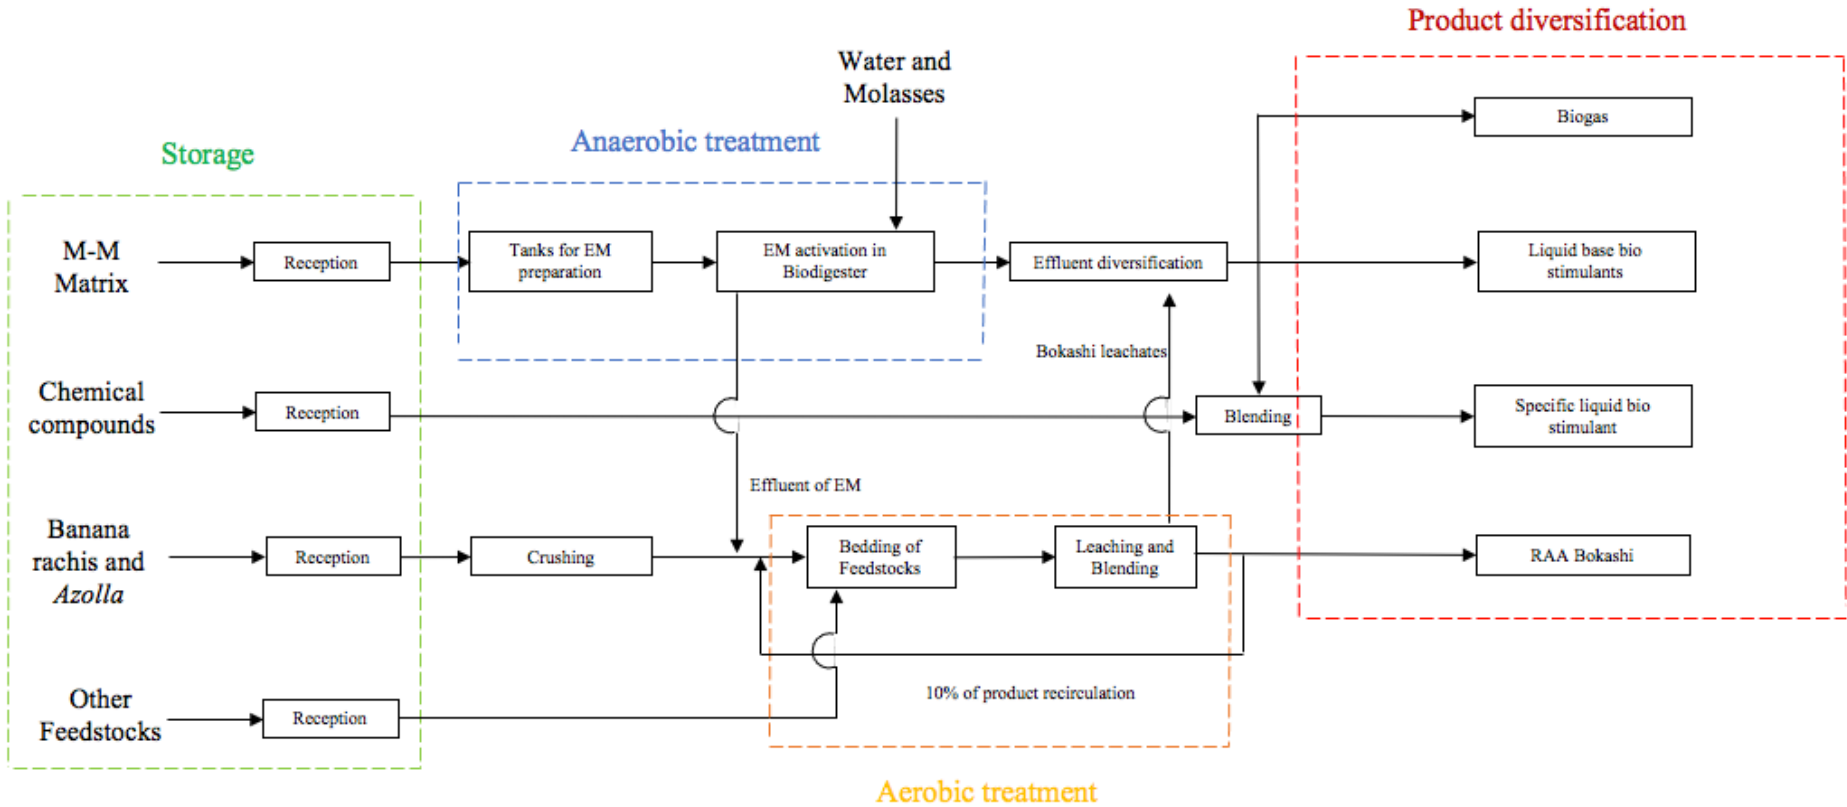 Product diversification
Water and
Molasses
Biogas
Anaerobic treatment
Storage
M-M
Matrix
Reception
Tanks for EM
preparation
EM activation in
Biodigester
Effluent diversification
Liquid base bio
stimulants
Bokashi leachates
Chemical
compounds
Reception
Blending
Specific liquid bio
stimulant
Effluent of EM
Banana
rachis and
Azolla
Reception
Crushing
Bedding of
Feedstocks
Leaching and
Blending
RAA Bokashi
10% of product recirculation
Other
Feedstocks
Reception
Aerobic treatment